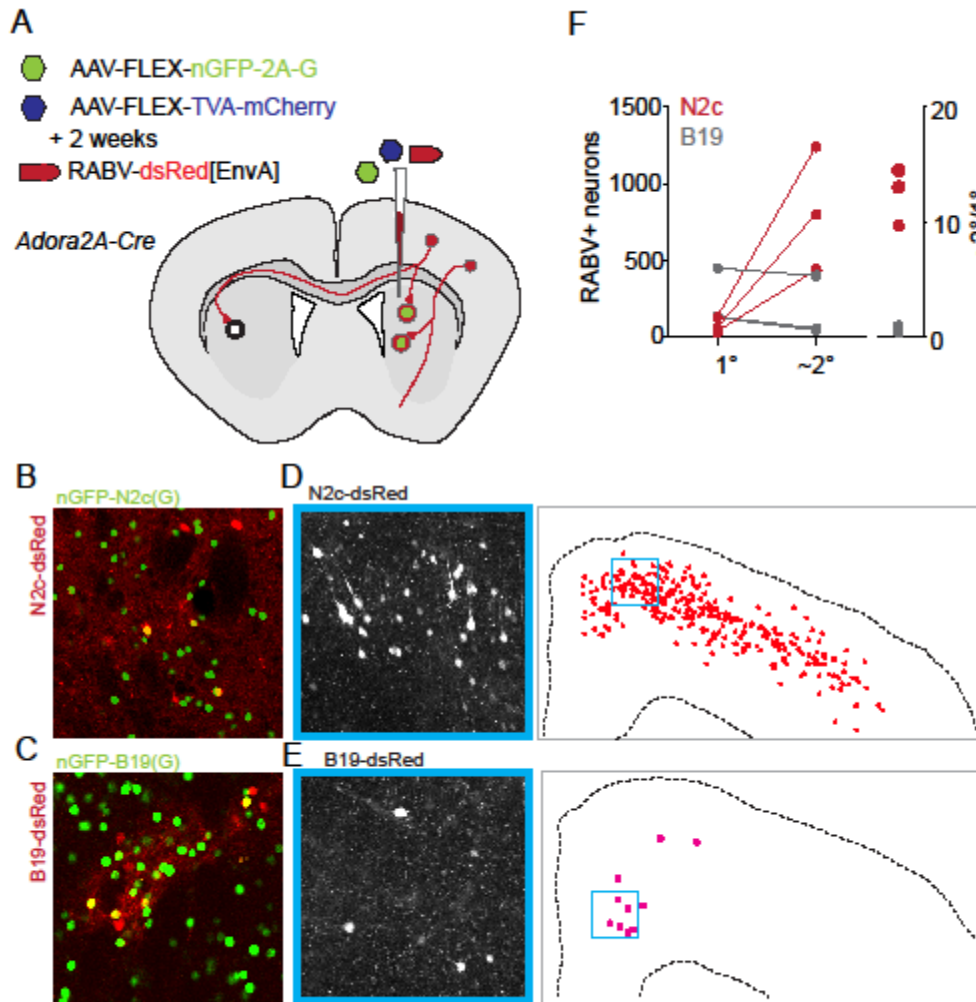 A
AAV-FLEX-nGFP-2A-G
AAV-FLEX-TVA-mCherry
+ 2 weeks
RABV-dsRed[EnvA]
Adora2A-Cre
F
1500
1000
500
0
RABV+ neurons
N2c
B19
1°
~2°
20
10
0
B
nGFP-N2c(G)
N2c-dsRed
D
N2c-dsRed
C
nGFP-B19(G)
B19-dsRed
E
B19-dsRed